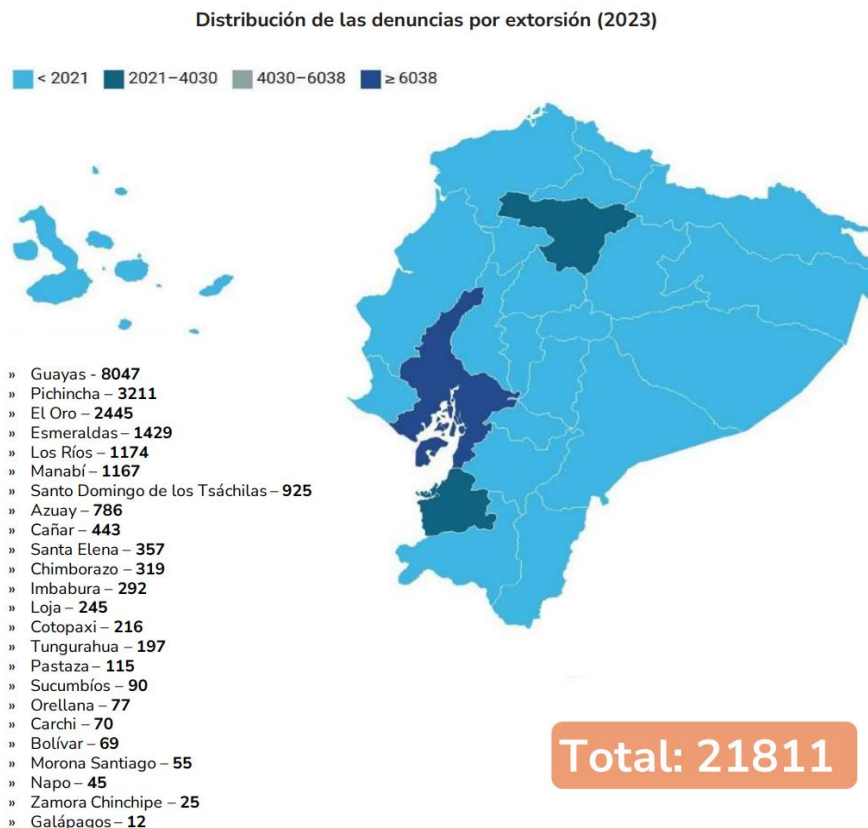 Distribución de las denuncias por extorsión (2023)
< 2021 2021–4030 4030–6038 ≥ 6038
» Guayas - 8047
» Pichincha – 3211
» El Oro – 2445
» Esmeraldas – 1429
» Los Ríos – 1174
» Manabí – 1167
» Santo Domingo de los Tsáchilas – 925
» Azuay – 786
» Cañar – 443
» Santa Elena – 357
» Chimborazo – 319
» Imbabura – 292
» Loja – 245
» Cotopaxi – 216
» Tungurahua – 197
» Pastaza – 115
» Sucumbíos – 90
» Orellana – 77
» Carchi – 70
» Bolívar – 69
» Morona Santiago – 55
» Napo – 45
» Zamora Chinchipe – 25
» Galápagos – 12
Total: 21811